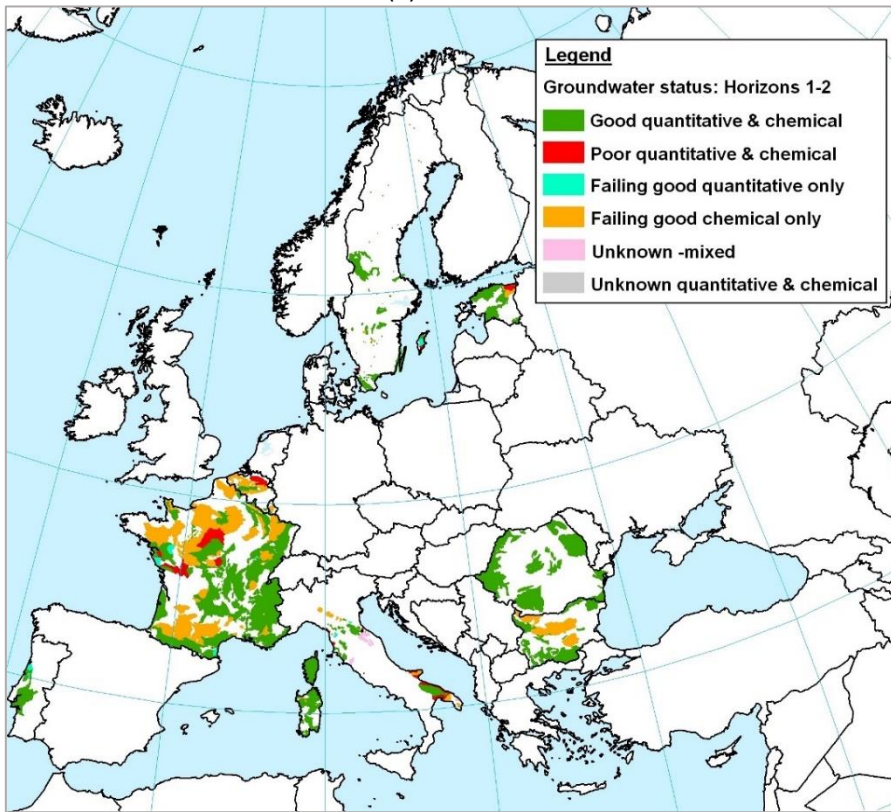 Legend
Groundwater status: Horizons 1-2
Good quantitative & chemical
Poor quantitative & chemical
Failing good quantitative only
Failing good chemical only
Unknown -mixed
Unknown quantitative & chemical